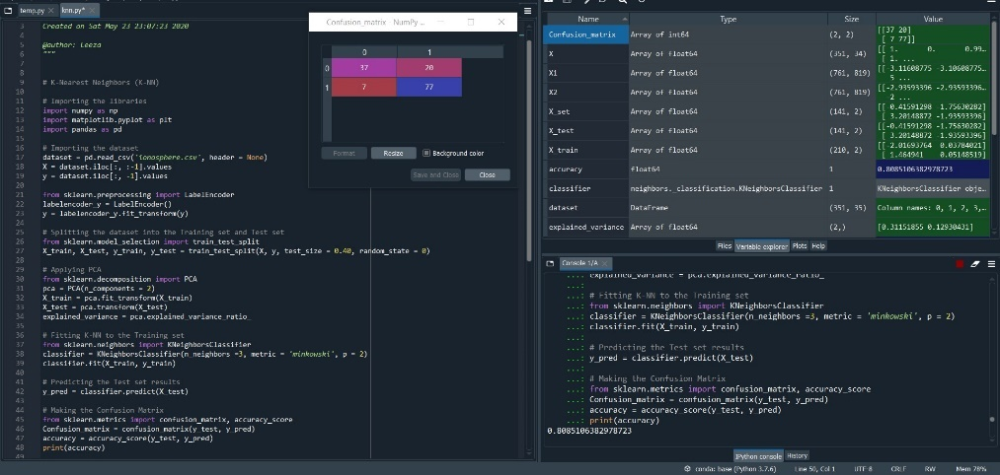 temp.py
knn.py*
3 Created on Sat May 23 23:07:23 2020
4
5 @author: Leeza
6 """
7
8
9 # K-Nearest Neighbors (K-NN)
10
11 # Importing the libraries
12 import numpy as np
13 import matplotlib.pyplot as plt
14 import pandas as pd
15
16 # Importing the dataset
17 dataset = pd.read_csv('ionosphere.csv', header = None)
18 X = dataset.iloc[:, :-1].values
19 y = dataset.iloc[:, -1].values
20
21 from sklearn.preprocessing import LabelEncoder
22 labelencoder_y = LabelEncoder()
23 y = labelencoder_y.fit_transform(y)
24
25 # Splitting the dataset into the Training set and Test set
26 from sklearn.model_selection import train_test_split
27 X_train, X_test, y_train, y_test = train_test_split(X, y, test_size = 0.40, random_state = 0)
28
29 # Applying PCA
30 from sklearn.decomposition import PCA
31 pca = PCA(n_components = 2)
32 X_train = pca.fit_transform(X_train)
33 X_test = pca.transform(X_test)
34 explained_variance = pca.explained_variance_ratio_
35
36 # Fitting K-NN to the Training set
37 from sklearn.neighbors import KNeighborsClassifier
38 classifier = KNeighborsClassifier(n_neighbors =3, metric = 'minkowski', p = 2)
39 classifier.fit(X_train, y_train)
40
41 # Predicting the Test set results
42 y_pred = classifier.predict(X_test)
43
44 # Making the Confusion Matrix
45 from sklearn.metrics import confusion_matrix, accuracy_score
46 Confusion_matrix = confusion_matrix(y_test, y_pred)
47 accuracy = accuracy_score(y_test, y_pred)
48 print(accuracy)
49
Confusion_matrix - NumPy ...
0 1
0 37 20
1 7 77
Format Resize Background color
Save and Close Close
Name Type Size Value
Confusion_matrix Array of int64 (2, 2) [[37 20]
[ 7 77]]
X Array of float64 (351, 34) [[ 1. 0. 0.99…
[ 1. ...
X1 Array of float64 (761, 819) [[-3.11608775 -3.10608775…
5 ...
X2 Array of float64 (761, 819) [[-2.93593396 -2.93593396…
2 ...
X_set Array of float64 (141, 2) [[-0.41591298 -1.75630282]
[ 3.20148872 -1.93593396]
X_test Array of float64 (141, 2) [[-0.41591298 -1.75630282]
[ 3.20148872 -1.93593396]
X_train Array of float64 (210, 2) [[-2.01693764 0.03784021]
[ 1.464941 0.05148519]
accuracy float64 1 0.8085106382978723
classifier neighbors._classification.KNeighborsClassifier 1 KNeighborsClassifier obje…
dataset DataFrame (351, 35) Column names: 0, 1, 2, 3,…
explained_variance Array of float64 (2,) [0.31151855 0.12930431]
Files Variable explorer Plots Help
Console 1/A
...: explained_variance = pca.explained_variance_ratio_
...:
...: # Fitting K-NN to the Training set
...: from sklearn.neighbors import KNeighborsClassifier
...: classifier = KNeighborsClassifier(n_neighbors =3, metric = 'minkowski', p = 2)
...: classifier.fit(X_train, y_train)
...:
...: # Predicting the Test set results
...: y_pred = classifier.predict(X_test)
...:
...: # Making the Confusion Matrix
...: from sklearn.metrics import confusion_matrix, accuracy_score
...: Confusion_matrix = confusion_matrix(y_test, y_pred)
...: accuracy = accuracy_score(y_test, y_pred)
...: print(accuracy)
0.8085106382978723
IPython console History
conda: base (Python 3.7.6) Line 50, Col 1 UTF-8 CRLF RW Mem 78%